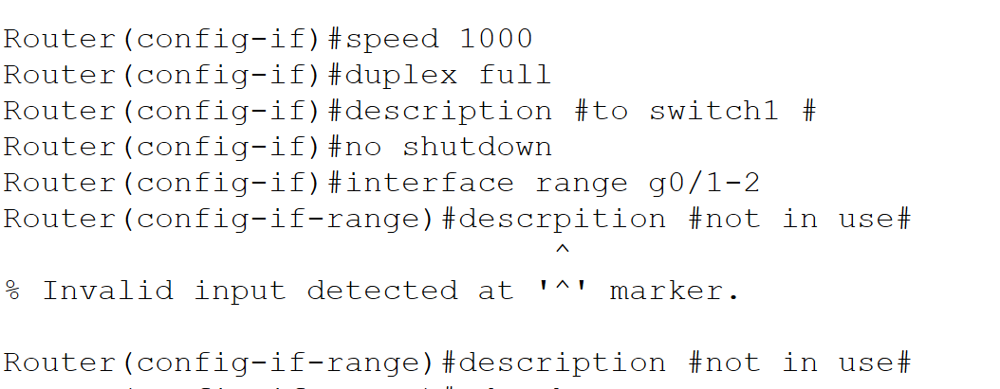 Router(config-if)#speed 1000
Router(config-if)#duplex full
Router(config-if)#description #to switch1 #
Router(config-if)#no shutdown
Router(config-if)#interface range g0/1-2
Router(config-if-range)#descrpition #not in use#
^
% Invalid input detected at '^' marker.
Router(config-if-range)#description #not in use#